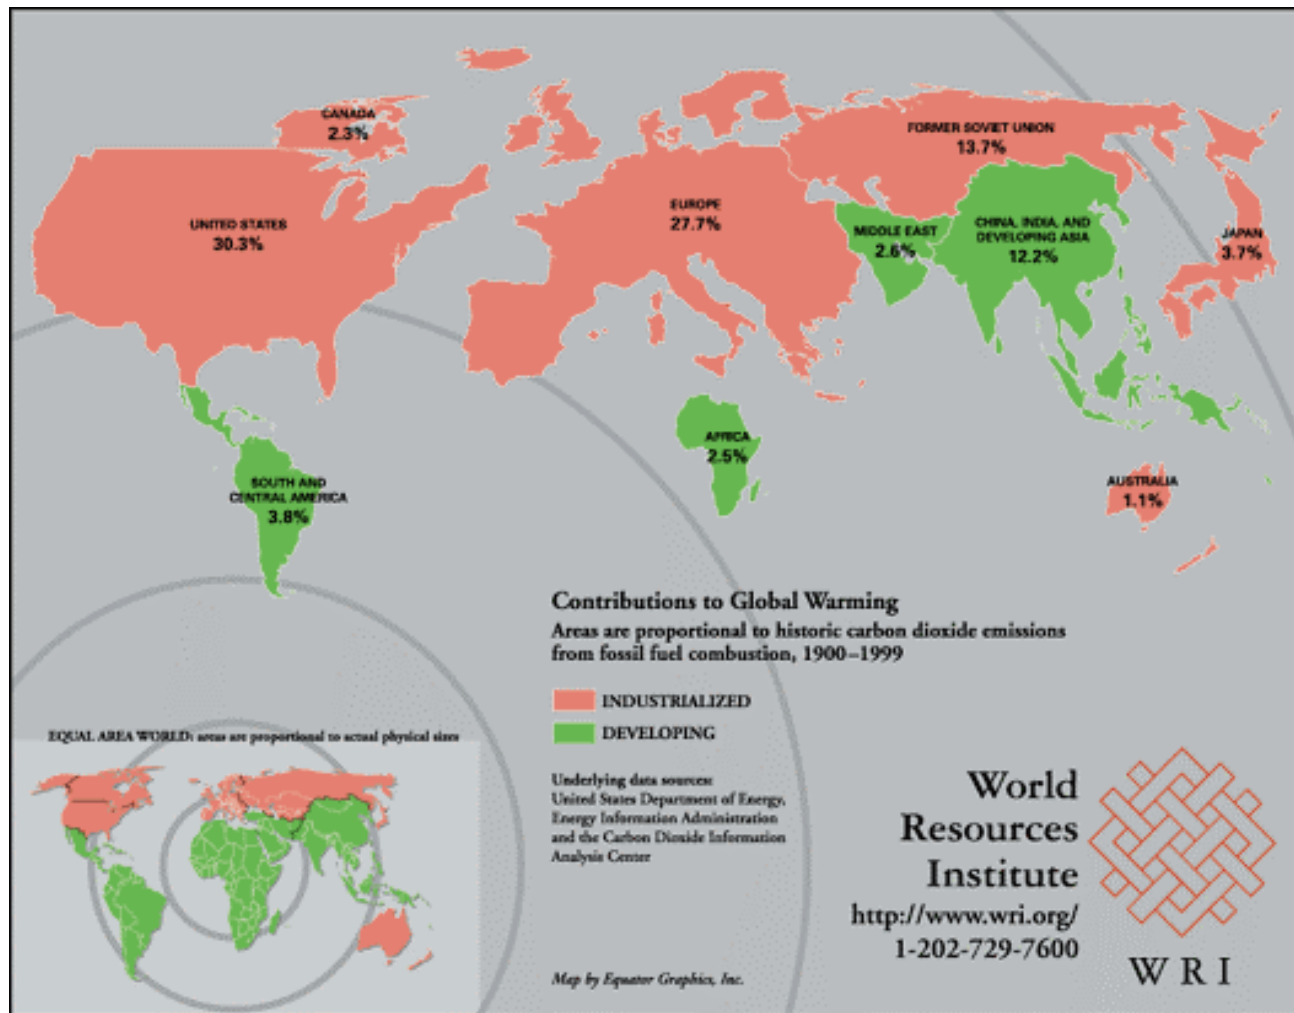 CANADA
2.3%
FORMER SOVIET UNION
13.7%
UNITED STATES
30.3%
EUROPE
27.7%
MIDDLE EAST
2.6%
CHINA, INDIA, AND
DEVELOPING ASIA
12.2%
JAPAN
3.7%
AFRICA
2.5%
SOUTH AND
CENTRAL AMERICA
3.8%
AUSTRALIA
1.1%
Contributions to Global Warming
Areas are proportional to historic carbon dioxide emissions
from fossil fuel combustion, 1900–1999
INDUSTRIALIZED
DEVELOPING
EQUAL AREA WORLD: areas are proportional to actual physical sizes
Underlying data sources:
United States Department of Energy,
Energy Information Administration
and the Carbon Dioxide Information
Analysis Center
Map by Equator Graphics, Inc.
World
Resources
Institute
http://www.wri.org/
1-202-729-7600
WRI